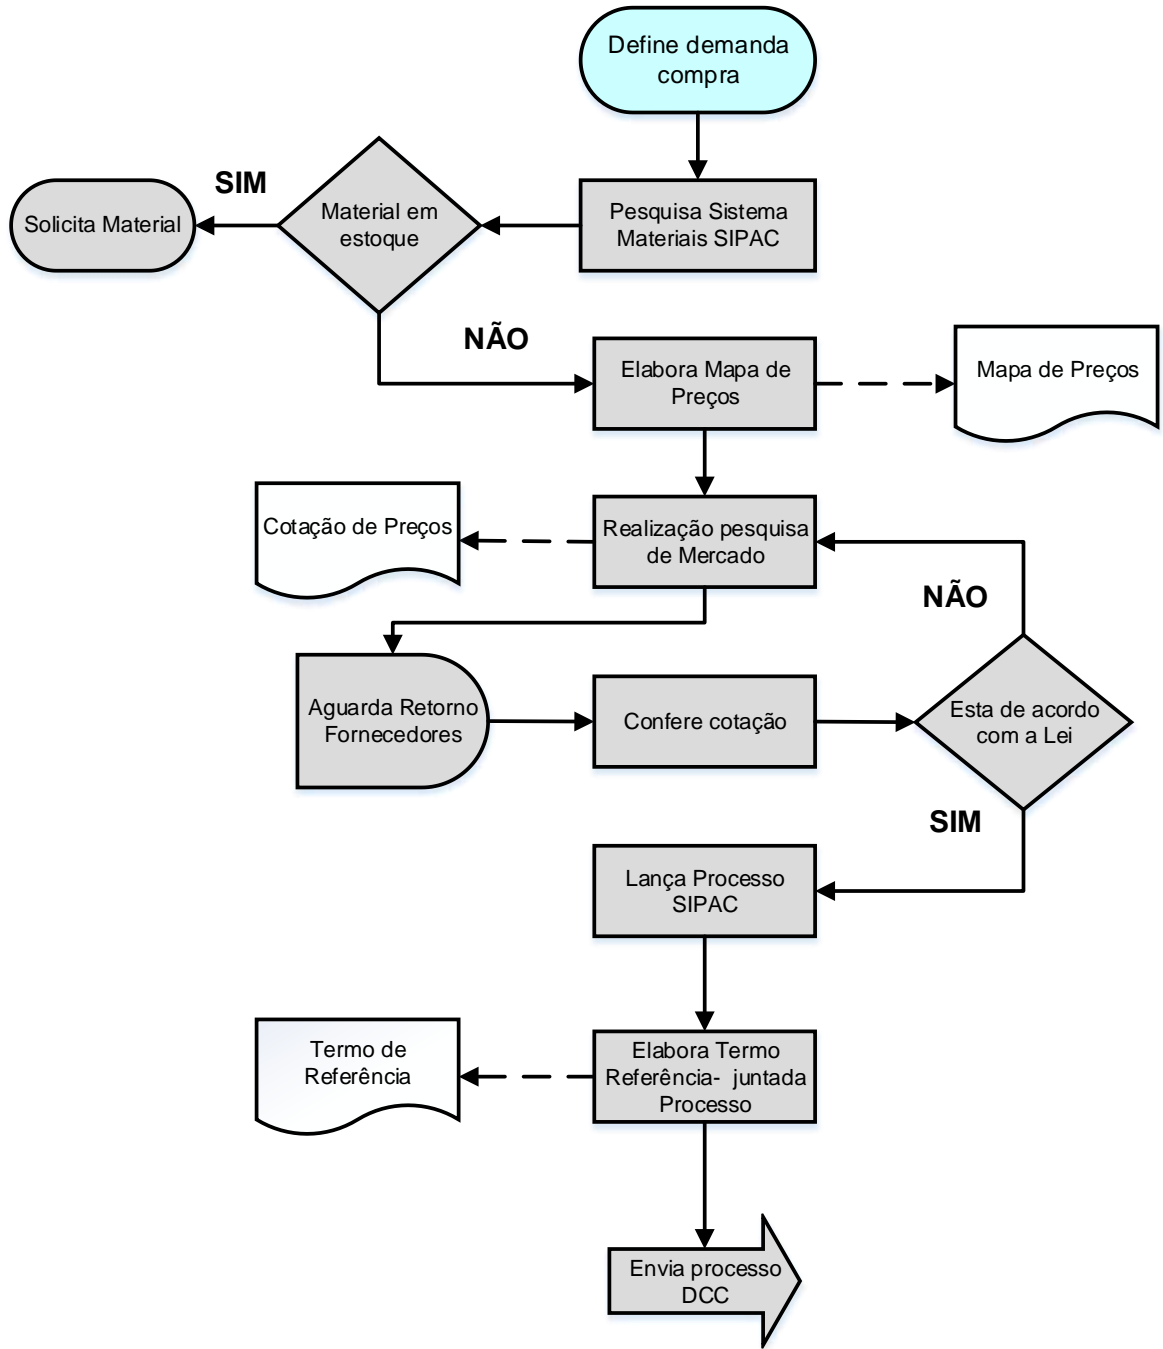 Define demanda
compra
SIM
Solicita Material
Material em
estoque
Pesquisa Sistema
Materiais SIPAC
NÃO
Elabora Mapa de
Preços
Mapa de Preços
Cotação de Preços
Realização pesquisa
de Mercado
NÃO
Aguarda Retorno
Fornecedores
Confere cotação
Esta de acordo
com a Lei
SIM
Lança Processo
SIPAC
Termo de
Referência
Elabora Termo
Referência- juntada
Processo
Envia processo
DCC